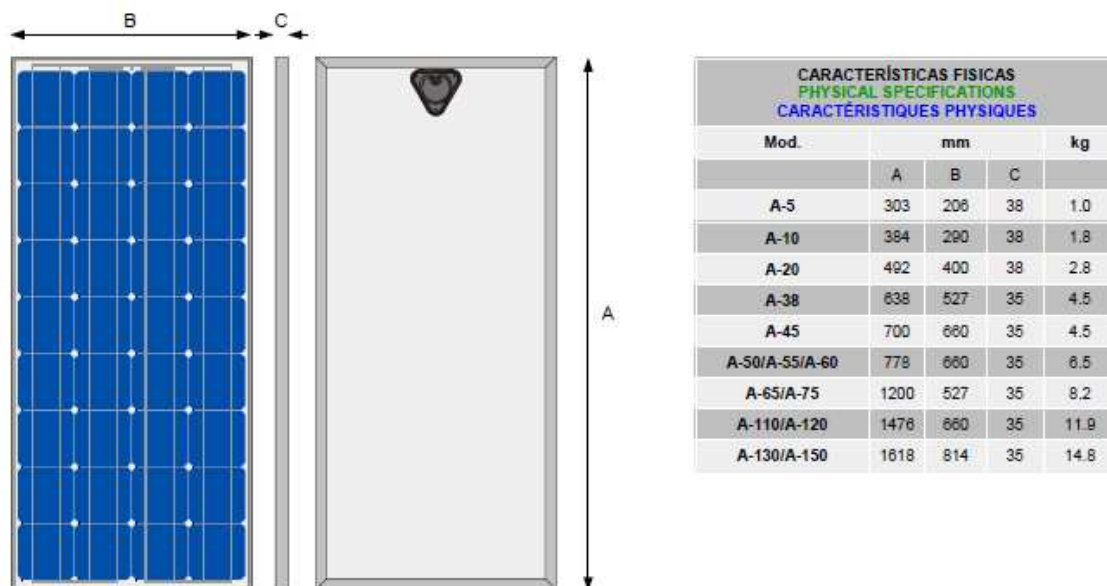 B
C
A
CARACTERÍSTICAS FISICAS
PHYSICAL SPECIFICATIONS
CARACTÉRISTIQUES PHYSIQUES
Mod. mm kg
A B C
A-5 303 206 38 1.0
A-10 384 290 38 1.8
A-20 492 400 38 2.8
A-38 638 527 35 4.5
A-45 700 660 35 4.5
A-50/A-55/A-60 778 660 35 6.5
A-65/A-75 1200 527 35 8.2
A-110/A-120 1476 660 35 11.9
A-130/A-150 1618 814 35 14.8